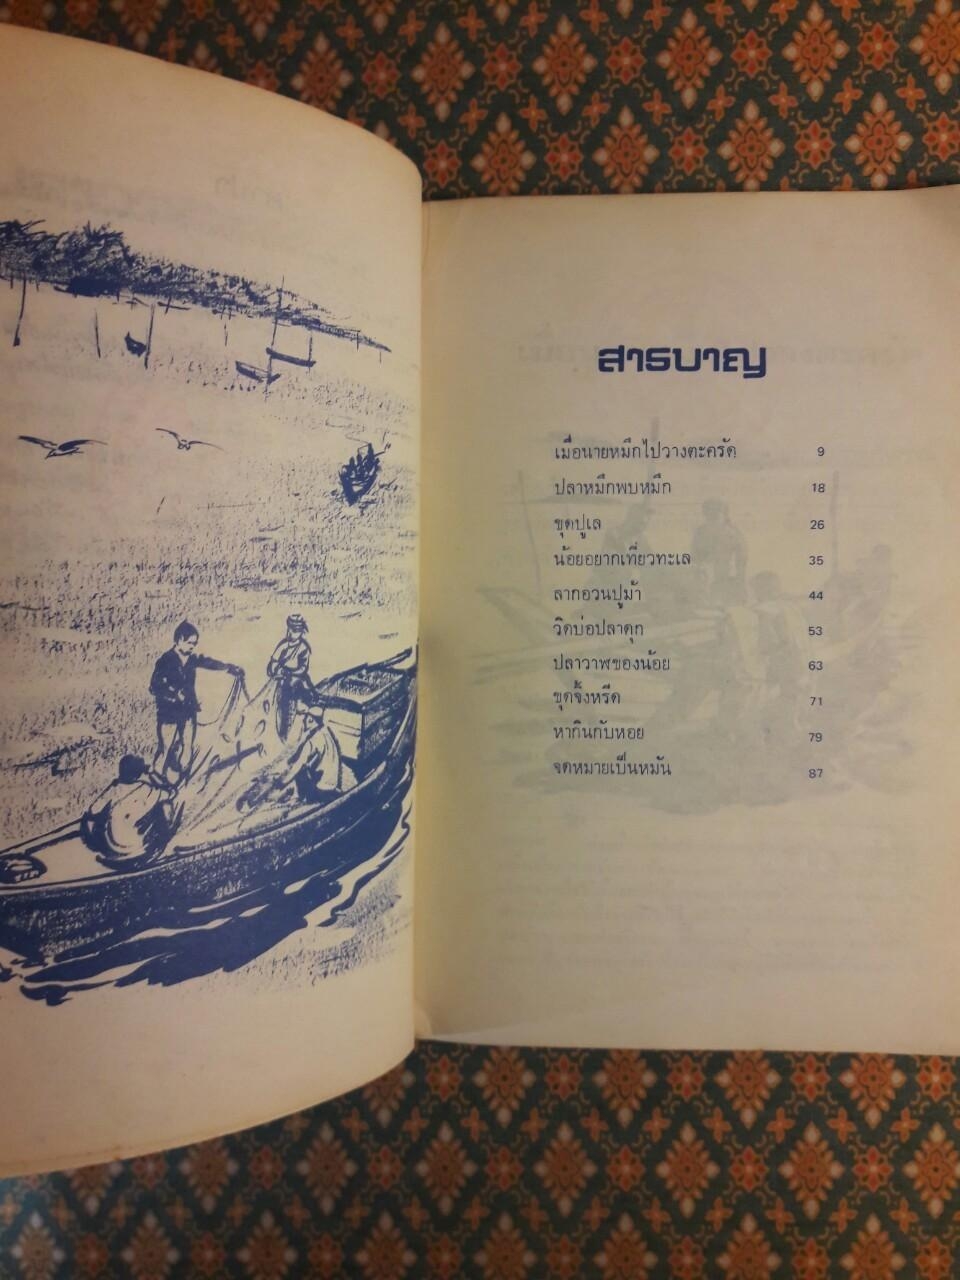 สารบาญ
เมื่อนายหมึกไปวางตะครัด 9
ปลาหมึกพบหมึก 18
ขุดปูเล 26
น้อยอยากเที่ยวทะเล 35
ลากอวนปูม้า 44
วิดบ่อปลาดุก 53
ปลาวาฬของน้อย 63
ขุดจิ้งหรีด 71
หากินกับหอย 79
จดหมายเป็นหมัน 87